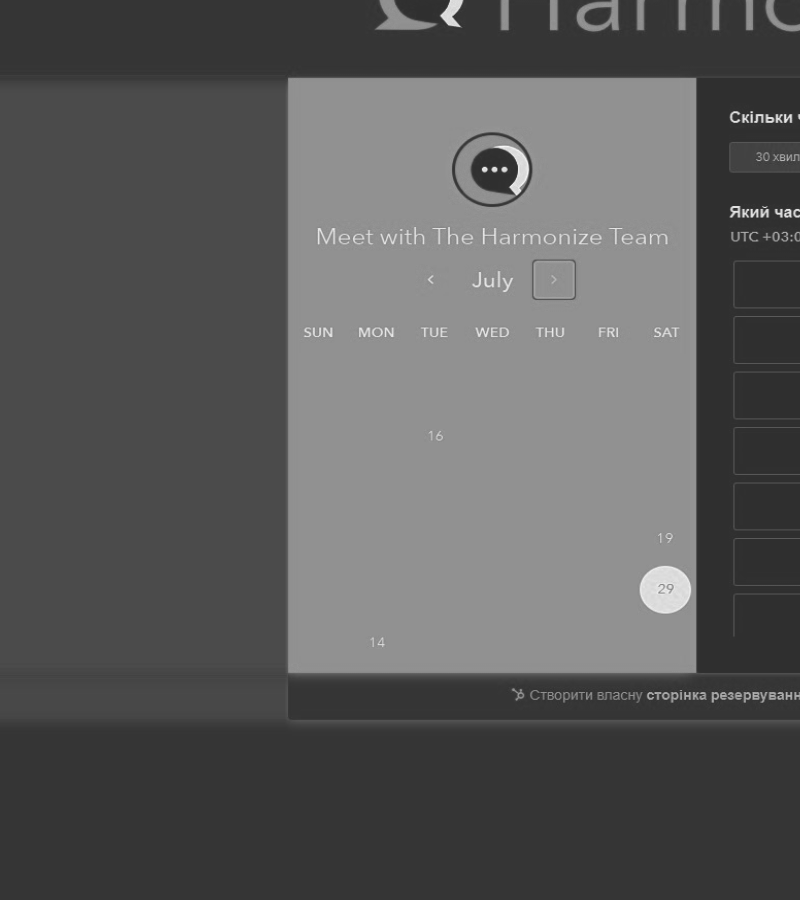 Harmo
Meet with The Harmonize Team
July
SUN MON TUE WED THU FRI SAT
16
19
29
14
Скільки ч
30 хвил
Який час
UTC +03:0
Створити власну сторінка резервуванн